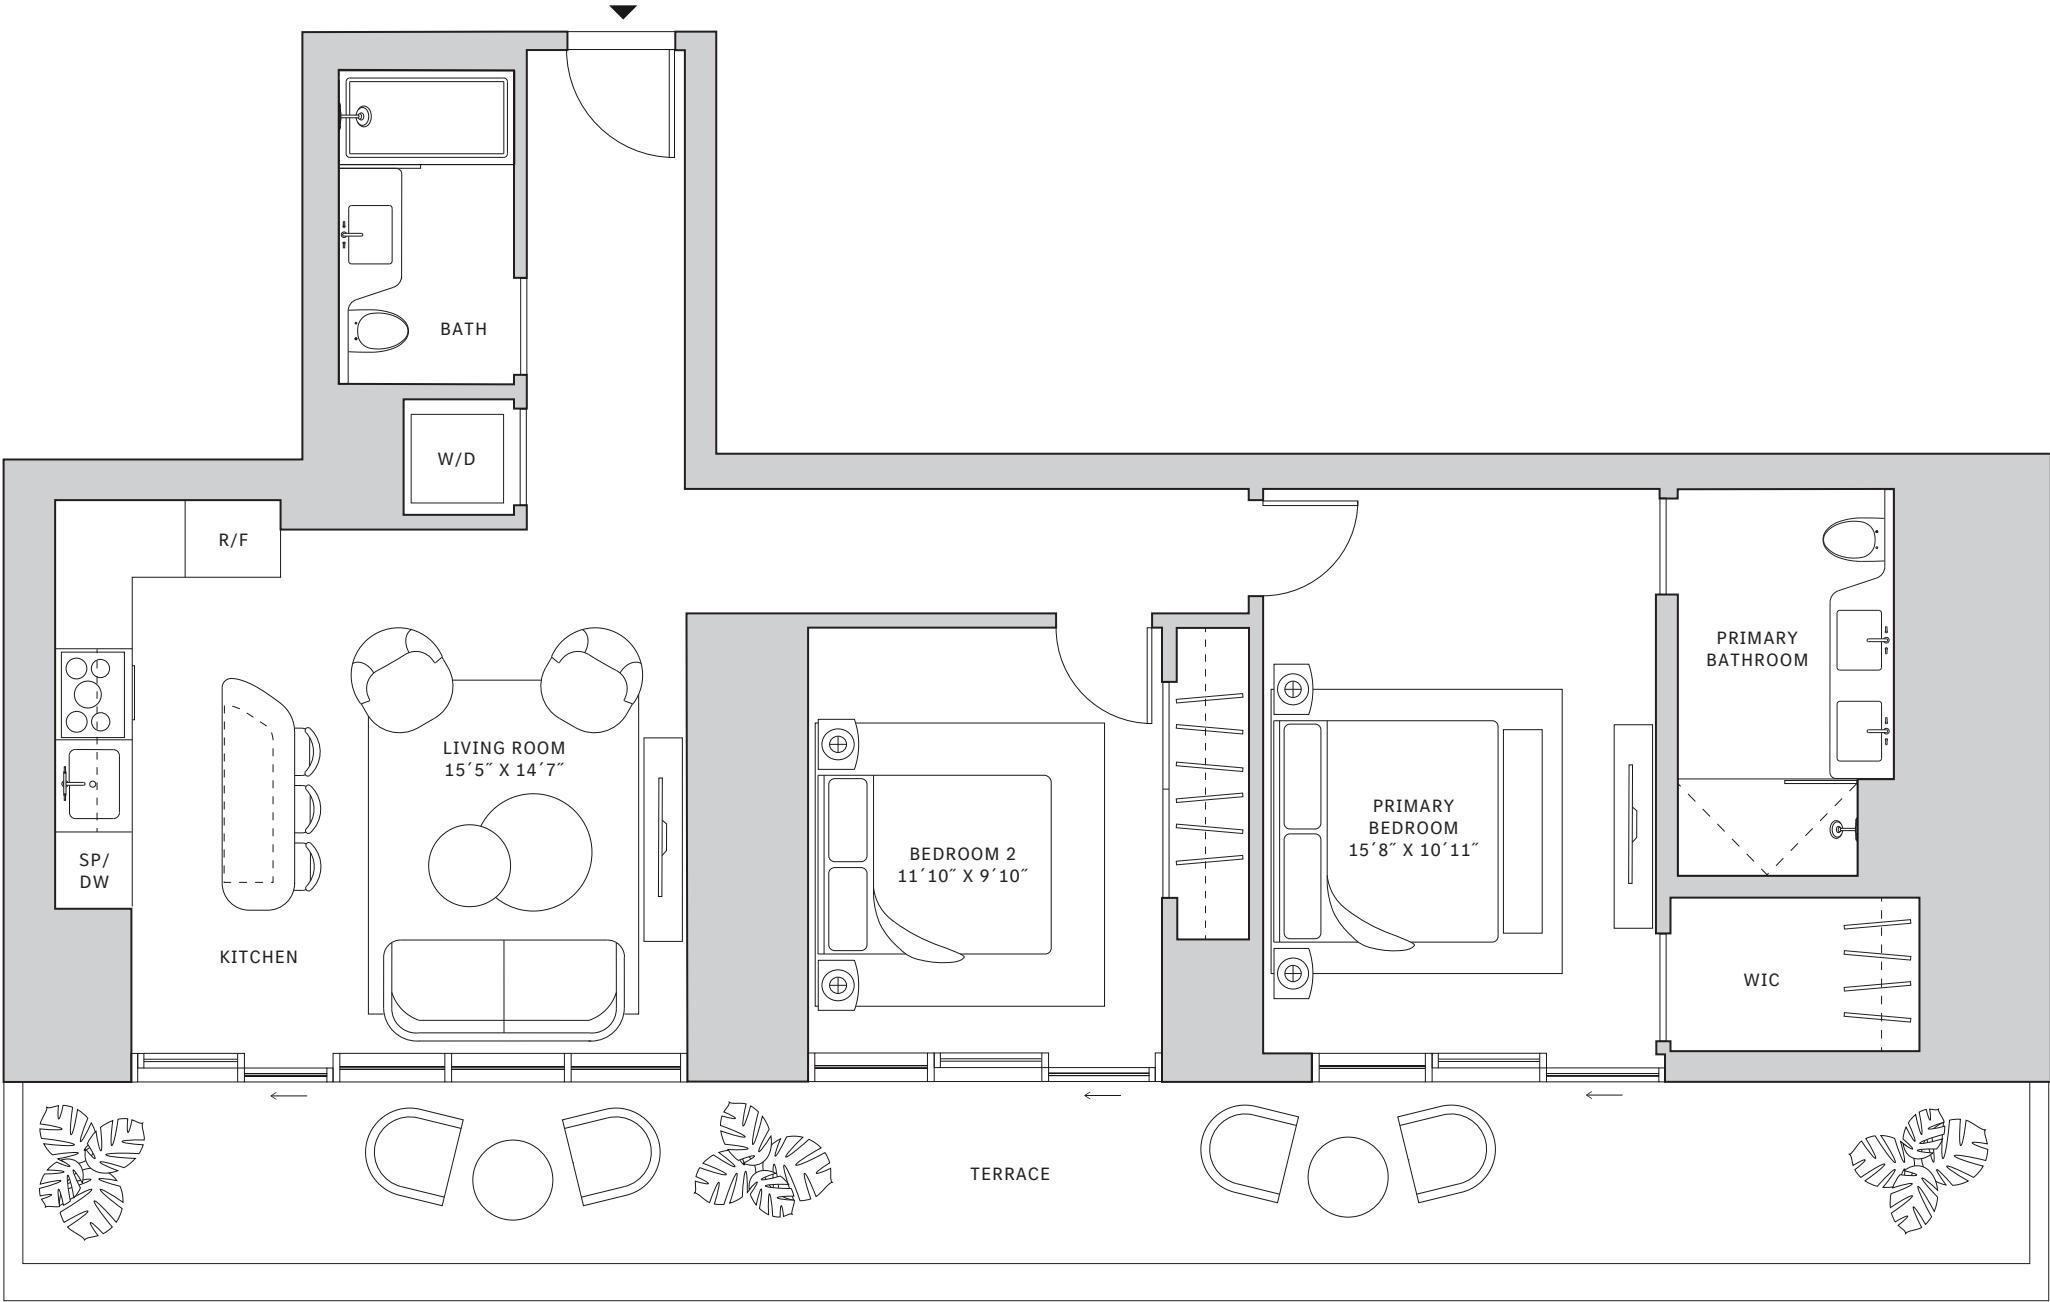 BATH
W/D
R/F
SP/
DW
KITCHEN
LIVING ROOM
15´5˝ X 14´7˝
BEDROOM 2
11´10˝ X 9´10˝
PRIMARY
BEDROOM
15´8˝ X 10´11˝
PRIMARY
BATHROOM
WIC
TERRACE